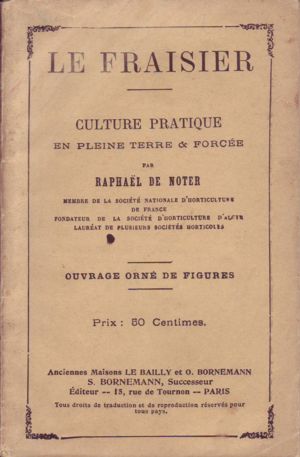 LE FRAISIER
CULTURE PRATIQUE
EN PLEINE TERRE & FORCÉE
PAR
RAPHAËL DE NOTER
MEMBRE DE LA SOCIÉTÉ NATIONALE D'HORTICULTURE
DE FRANCE
FONDATEUR DE LA SOCIÉTÉ D'HORTICULTURE D'ALGER
LAURÉAT DE PLUSIEURS SOCIÉTÉS HORTICOLES
OUVRAGE ORNÉ DE FIGURES
Prix : 50 Centimes.
Anciennes Maisons LE BAILLY et O. BORNEMANN
S. BORNEMANN, Successeur
Éditeur -- 15, rue de Tournon -- PARIS
Tous droits de traduction et de reproduction réservés pour
tous pays.